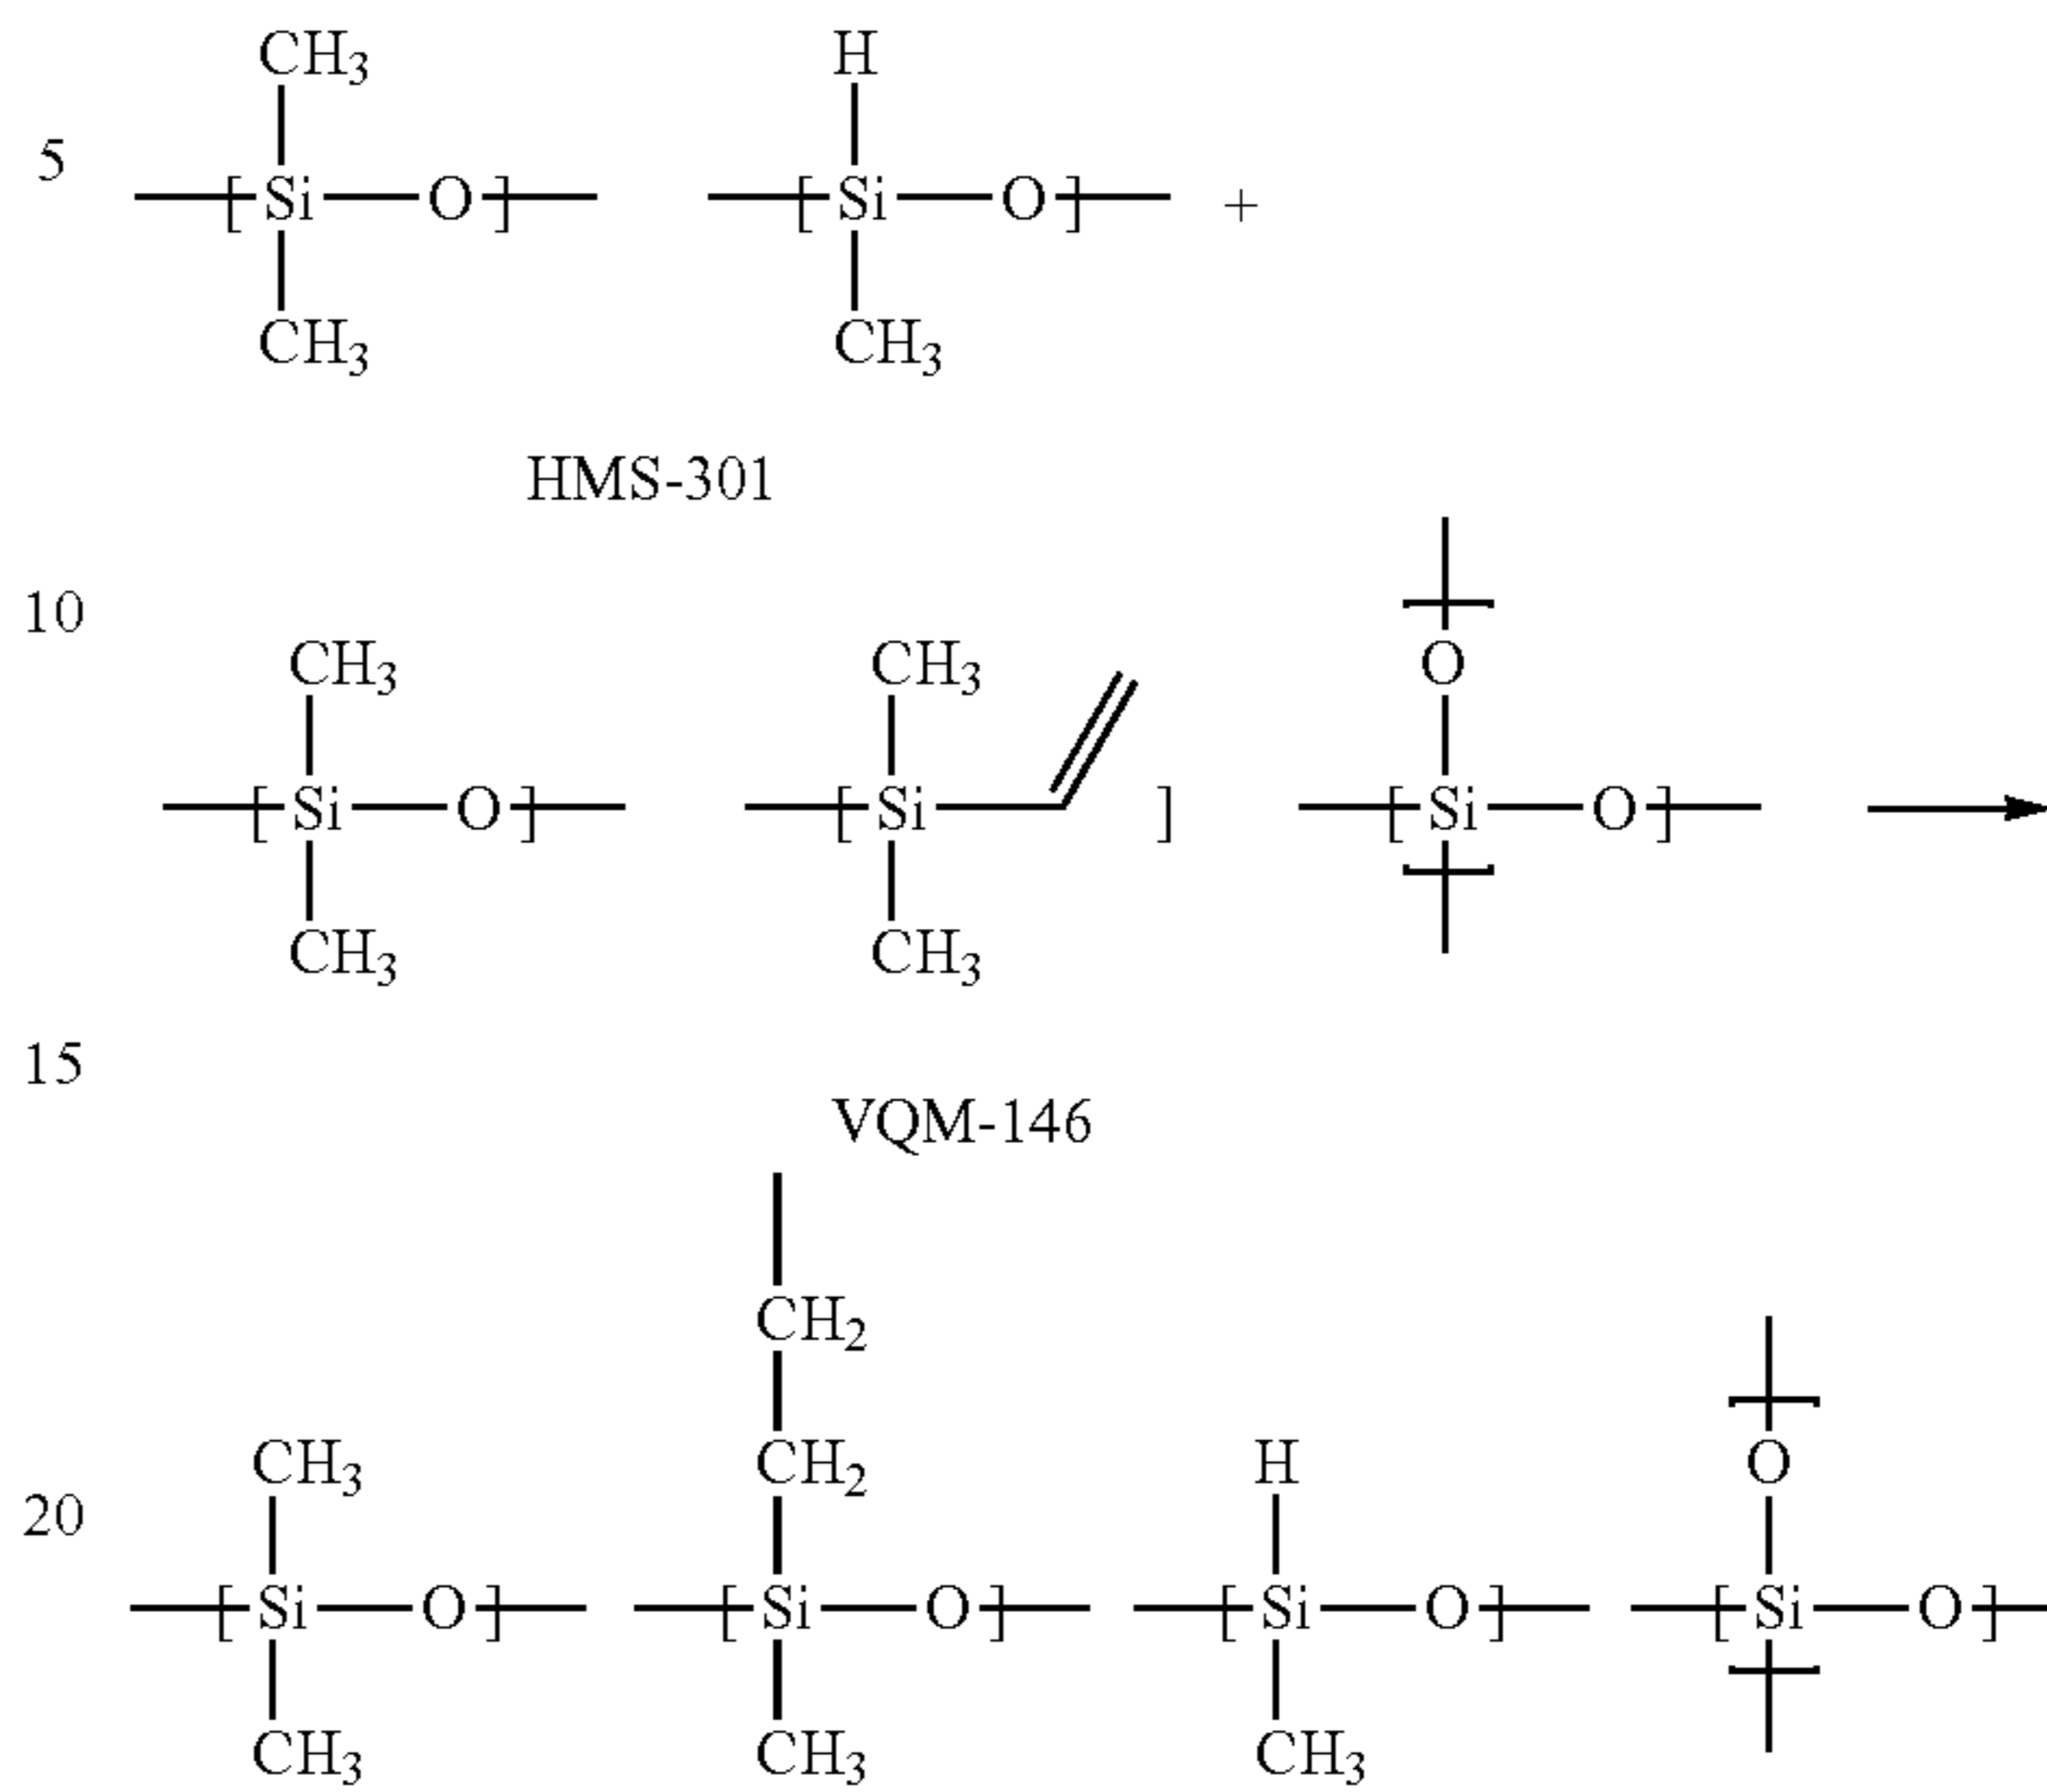 CH3 H
5 [Si O] [Si O] +
CH3 CH3
HMS-301
10 O
CH3 CH3
[Si O] [Si ] [Si O]
CH3 CH3
15
VQM-146
CH2
CH3 CH2 H O
20
[Si O] [Si O] [Si O] [Si O]
CH3 CH3 CH3